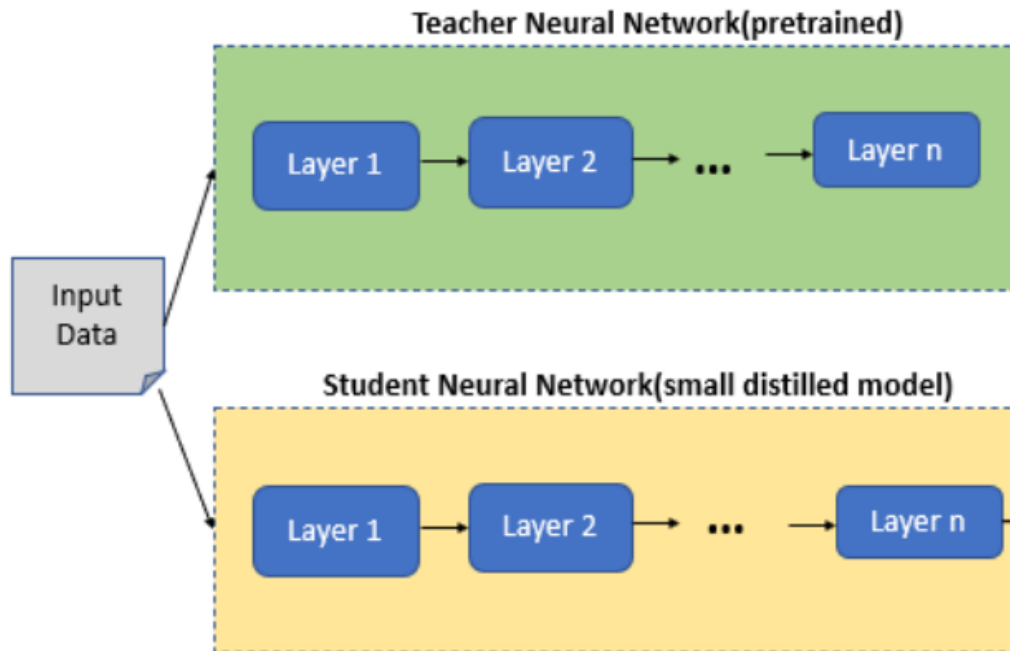 Teacher Neural Network(pretrained)
Layer 1
Layer 2
...
Layer n
Input
Data
Student Neural Network(small distilled model)
Layer 1
Layer 2
...
Layer n